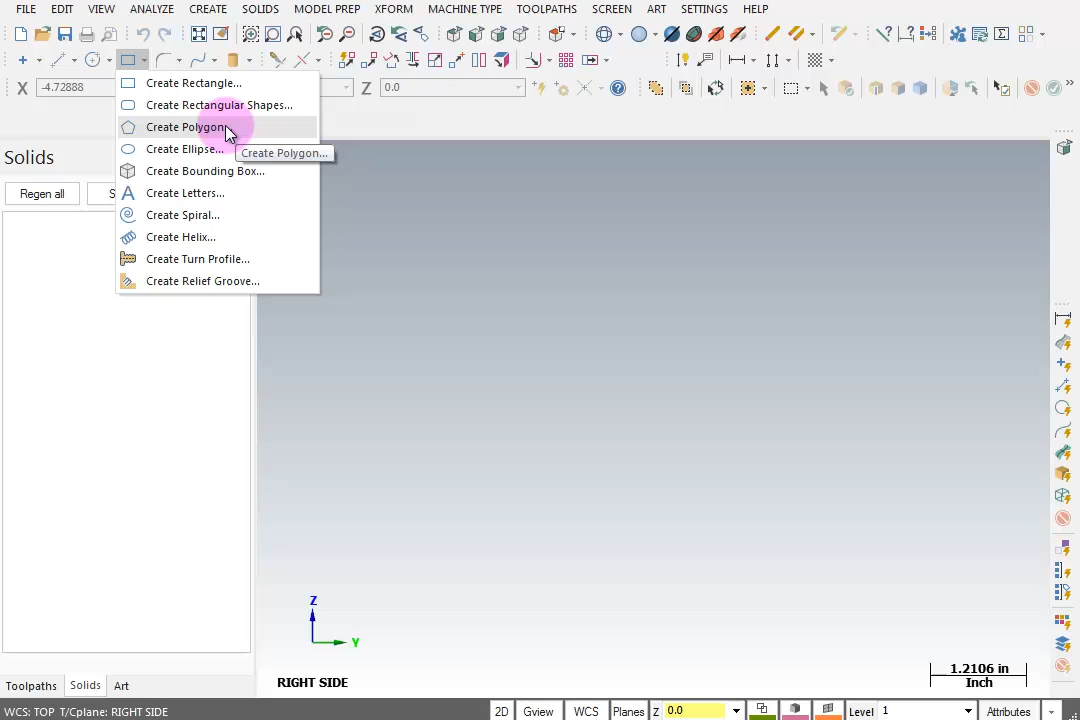 FILE EDIT VIEW ANALYZE CREATE SOLIDS MODEL PREP XFORM MACHINE TYPE TOOLPATHS SCREEN ART SETTINGS HELP
X -4.72888 Z 0.0
Create Rectangle...
Create Rectangular Shapes...
Create Polygon...
Create Polygon...
Create Ellipse...
Create Bounding Box...
Create Letters...
Create Spiral...
Create Helix...
Create Turn Profile...
Create Relief Groove...
Solids
Regen all S
Z
Y
RIGHT SIDE
1.2106 in
Inch
Toolpaths Solids Art
WCS: TOP T/Cplane: RIGHT SIDE 2D Gview WCS Planes Z 0.0 Level 1 Attributes